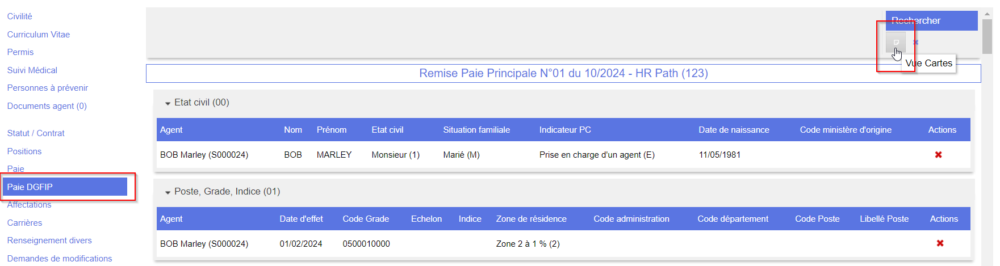 Civilité
Curriculum Vitae
Permis
Suivi Médical
Personnes à prévenir
Documents agent (0)
Statut / Contrat
Positions
Paie
Paie DGFIP
Affectations
Carrières
Renseignement divers
Demandes de modifications
Rechercher
Vue Cartes
Remise Paie Principale N°01 du 10/2024 - HR Path (123)
Etat civil (00)
Agent Nom Prénom Etat civil Situation familiale Indicateur PC Date de naissance Code ministère d'origine Actions
BOB Marley (S000024) BOB MARLEY Monsieur (1) Marié (M) Prise en charge d'un agent (E) 11/05/1981
Poste, Grade, Indice (01)
Agent Date d'effet Code Grade Echelon Indice Zone de résidence Code administration Code département Code Poste Libellé Poste Actions
BOB Marley (S000024) 01/02/2024 0500010000 Zone 2 à 1 % (2)